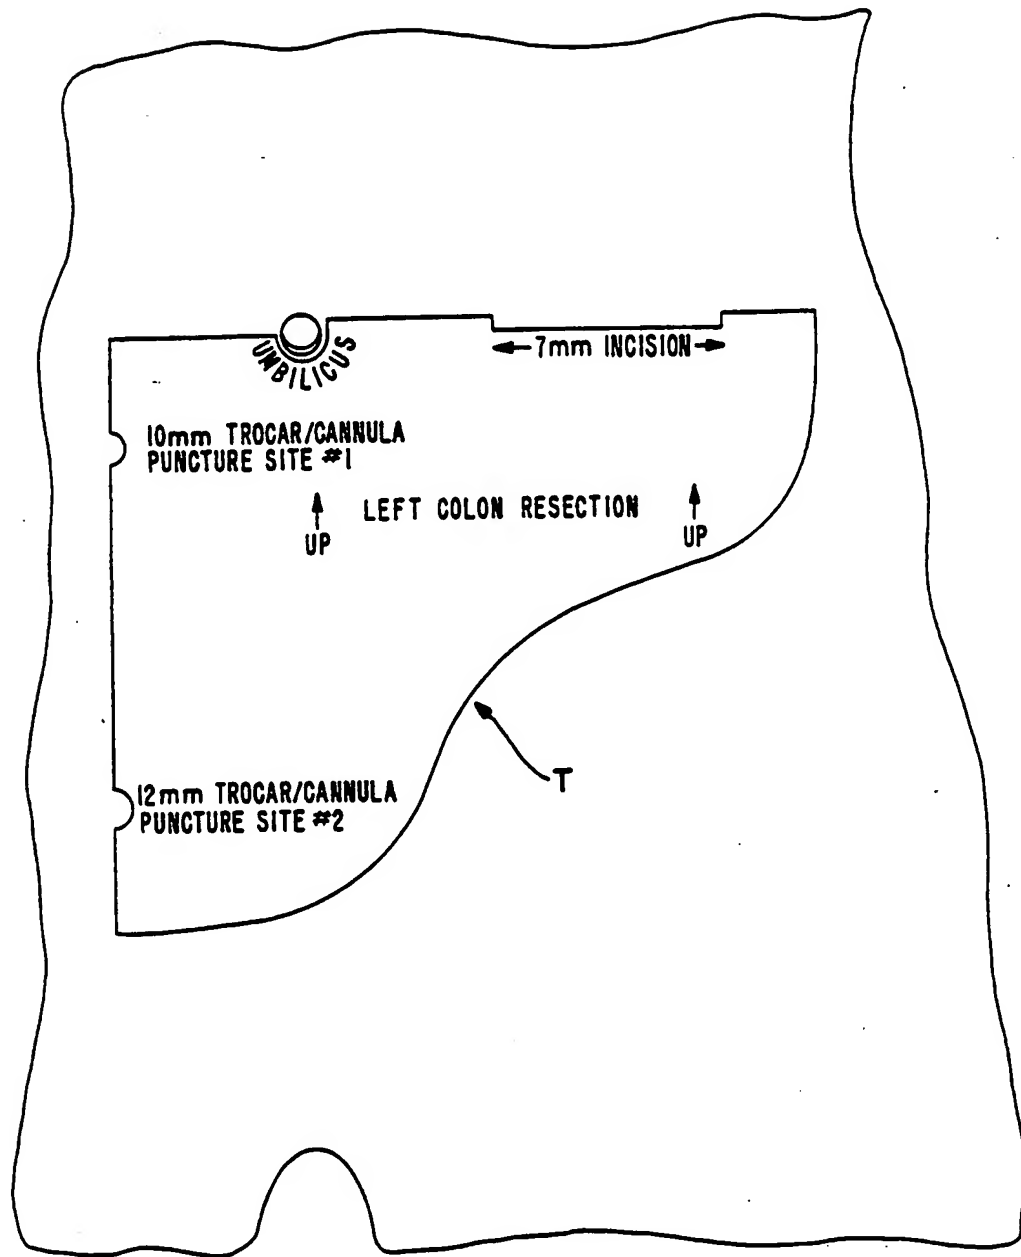 UMBILICUS
7mm INCISION
10mm TROCAR/CANNULA
PUNCTURE SITE #1
LEFT COLON RESECTION
UP
UP
T
12mm TROCAR/CANNULA
PUNCTURE SITE #2